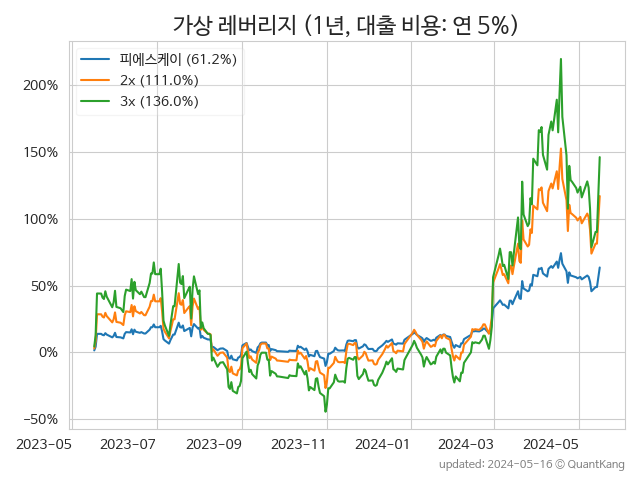 가상 레버리지 (1년, 대출 비용: 연 5%)
피에스케이 (61.2%)
2x (111.0%)
3x (136.0%)
200%
150%
100%
50%
0%
−50%
2023-05 2023-07 2023-09 2023-11 2024-01 2024-03 2024-05
updated: 2024-05-16 © QuantKang